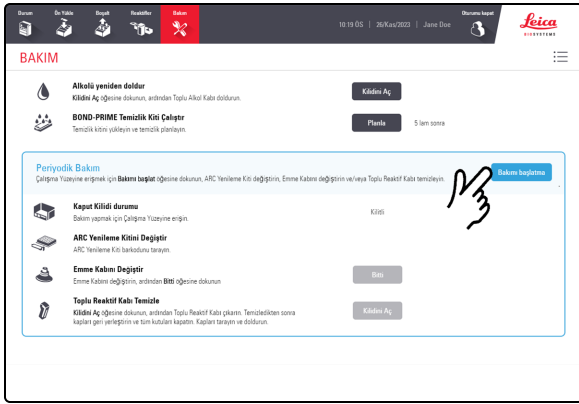 Durum Ön Yükle Boşalt Reaktifler Bakım
10:19 ÖS | 26/Kas/2023 | Jane Doe
Oturumu kapat
Leica
BIOSYSTEMS
BAKIM
Alkolü yeniden doldur
Kilidini Aç öğesine dokunun, ardından Toplu Alkol Kabı doldurun.
Kilidini Aç
BOND-PRIME Temizlik Kiti Çalıştır
Temizlik kitini yükleyin ve temizlik planlayın.
Planla
5 lam sonra
Periyodik Bakım
Çalışma Yüzeyine erişmek için Bakımı başlat öğesine dokunun, ARC Yenileme Kiti değiştirin, Emme Kabını değiştirin ve/veya Toplu Reaktif Kabı temizleyin.
Bakımı başlatma
Kaput Kilidi durumu
Bakım yapmak için Çalışma Yüzeyine erişin.
Kilitli
ARC Yenileme Kitini Değiştir
ARC Yenileme Kiti barkodunu tarayın.
Emme Kabını Değiştir
Emme Kabını değiştirin, ardından Bitti öğesine dokunun
Bitti
Toplu Reaktif Kabı Temizle
Kilidini Aç öğesine dokunun, ardından Toplu Reaktif Kabı çıkarın. Temizledikten sonra
kapları geri yerleştirin ve tüm kutuları kapatın. Kapları tarayın ve doldurun.
Kilidini Aç